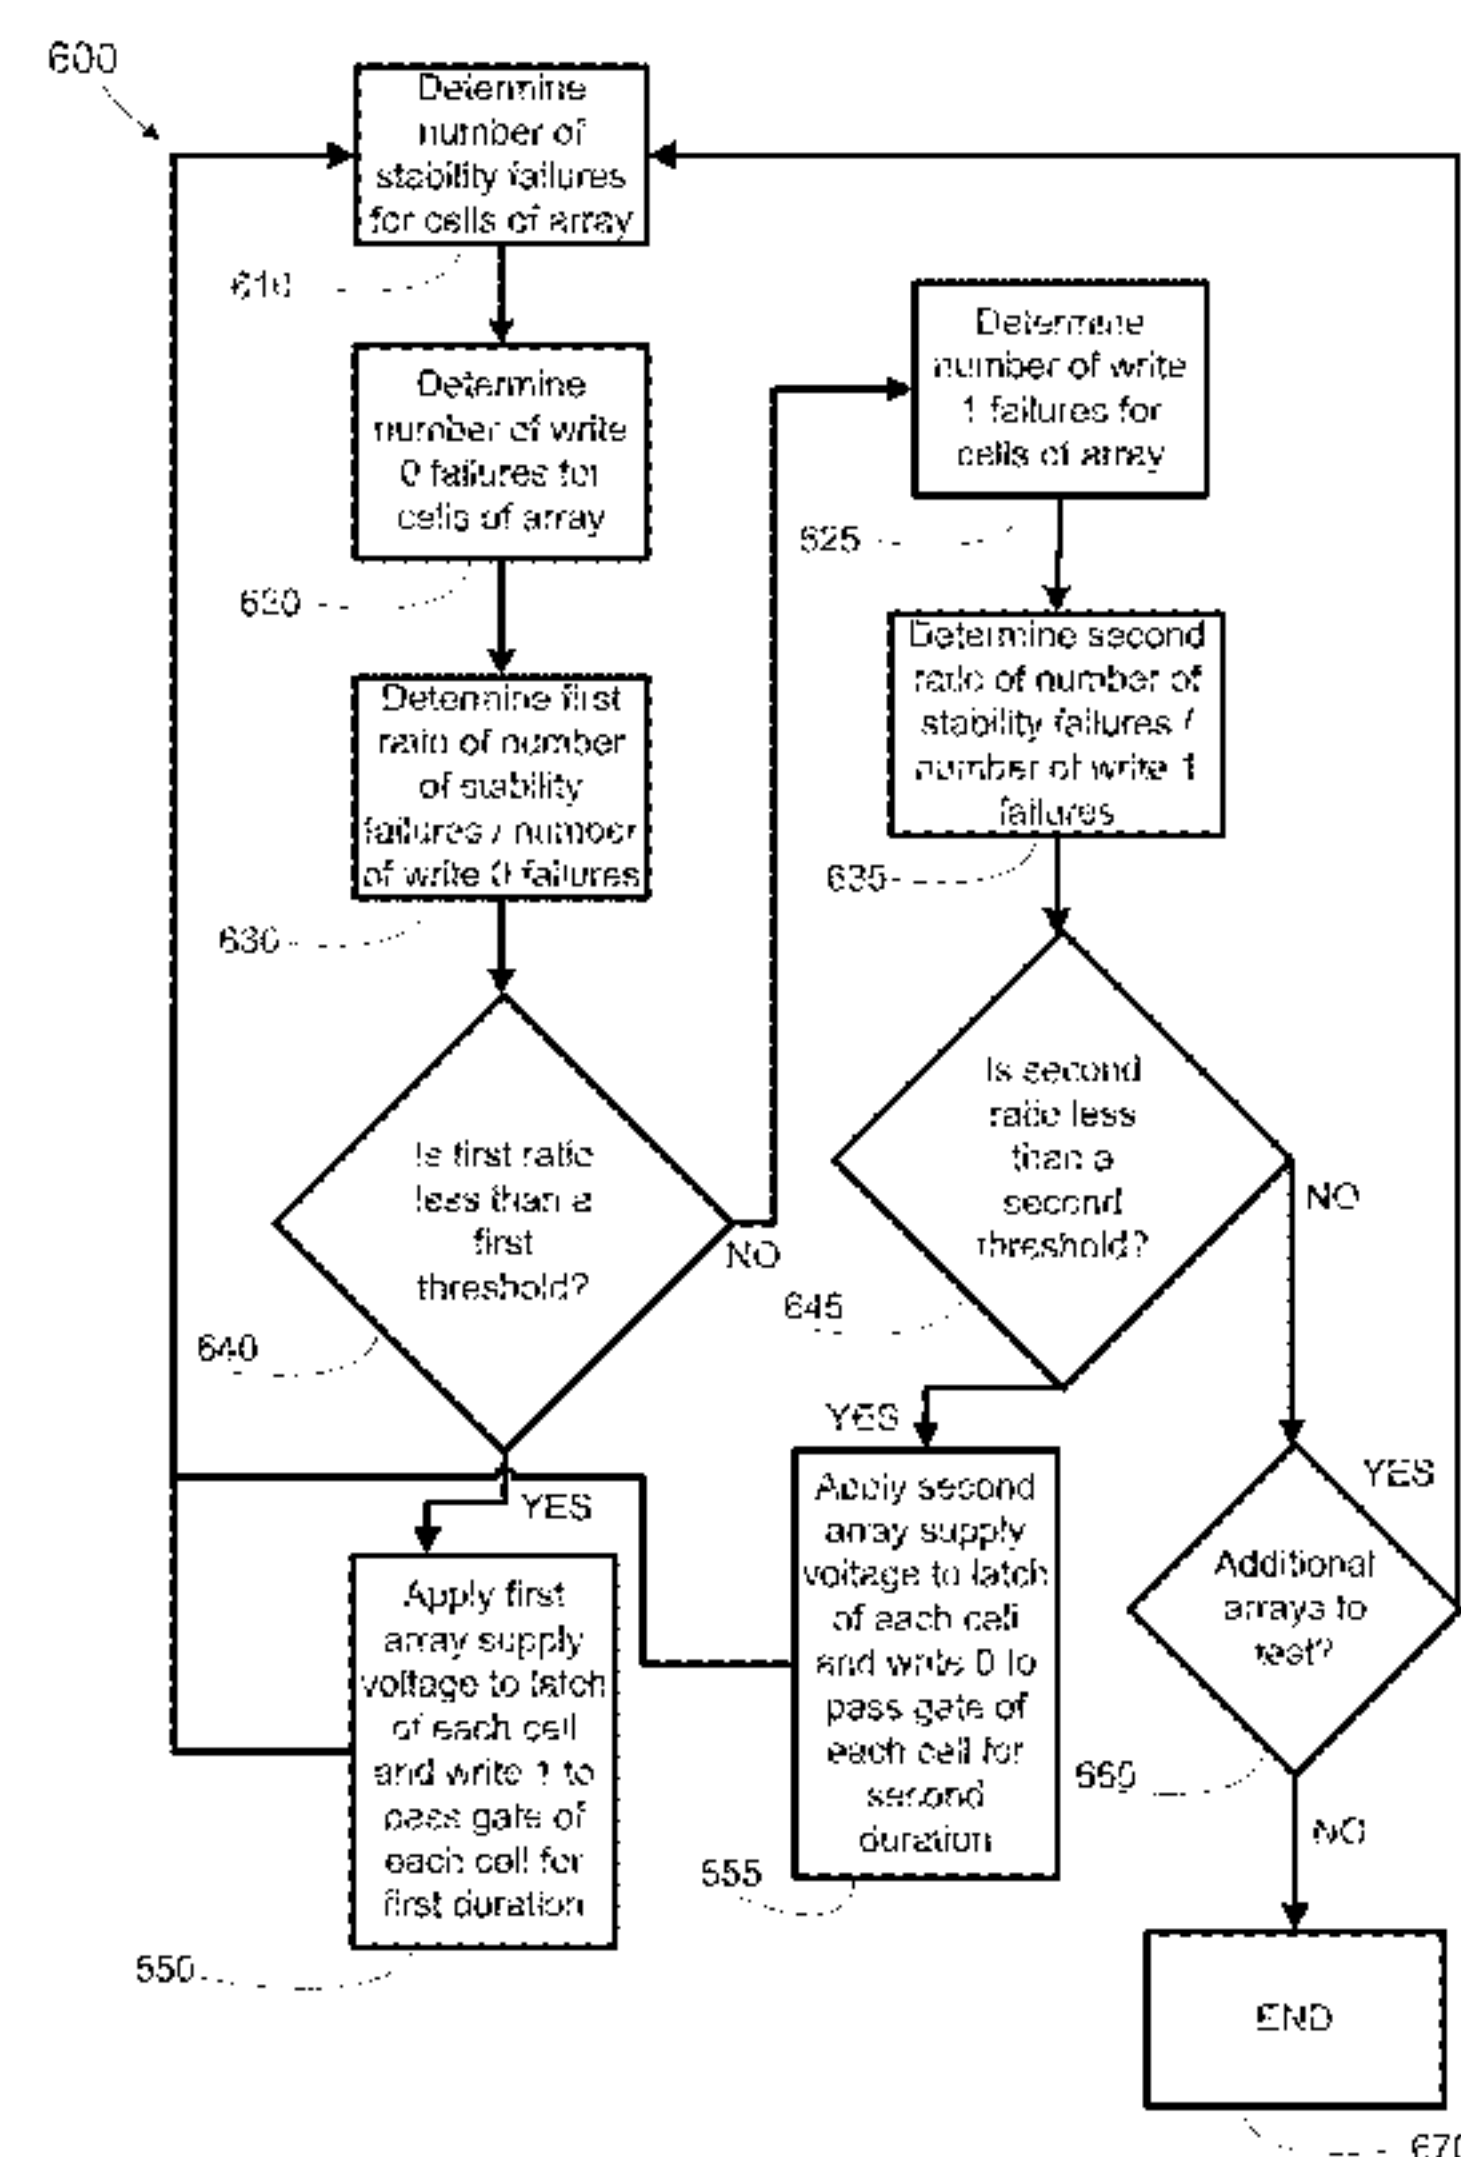 600
Determine
number of
stability failures
for cells of array
610
Determine
number of write
0 failures for
cells of array
620
Determine first
ratio of number
of stability
failures / number
of write 0 failures
630
Is first ratio
less than a
first
threshold?
NO
640
YES
Apply first
array supply
voltage to latch
of each cell
and write 1 to
pass gate of
each cell for
first duration
550
Determine
number of write
1 failures for
cells of array
625
Determine second
ratio of number of
stability failures /
number of write 1
failures
635
Is second
ratio less
than a
second
threshold?
NO
645
YES
Apply second
array supply
voltage to latch
of each cell
and write 0 to
pass gate of
each cell for
second
duration
555
YES
Additional
arrays to
test?
660
NO
END
670